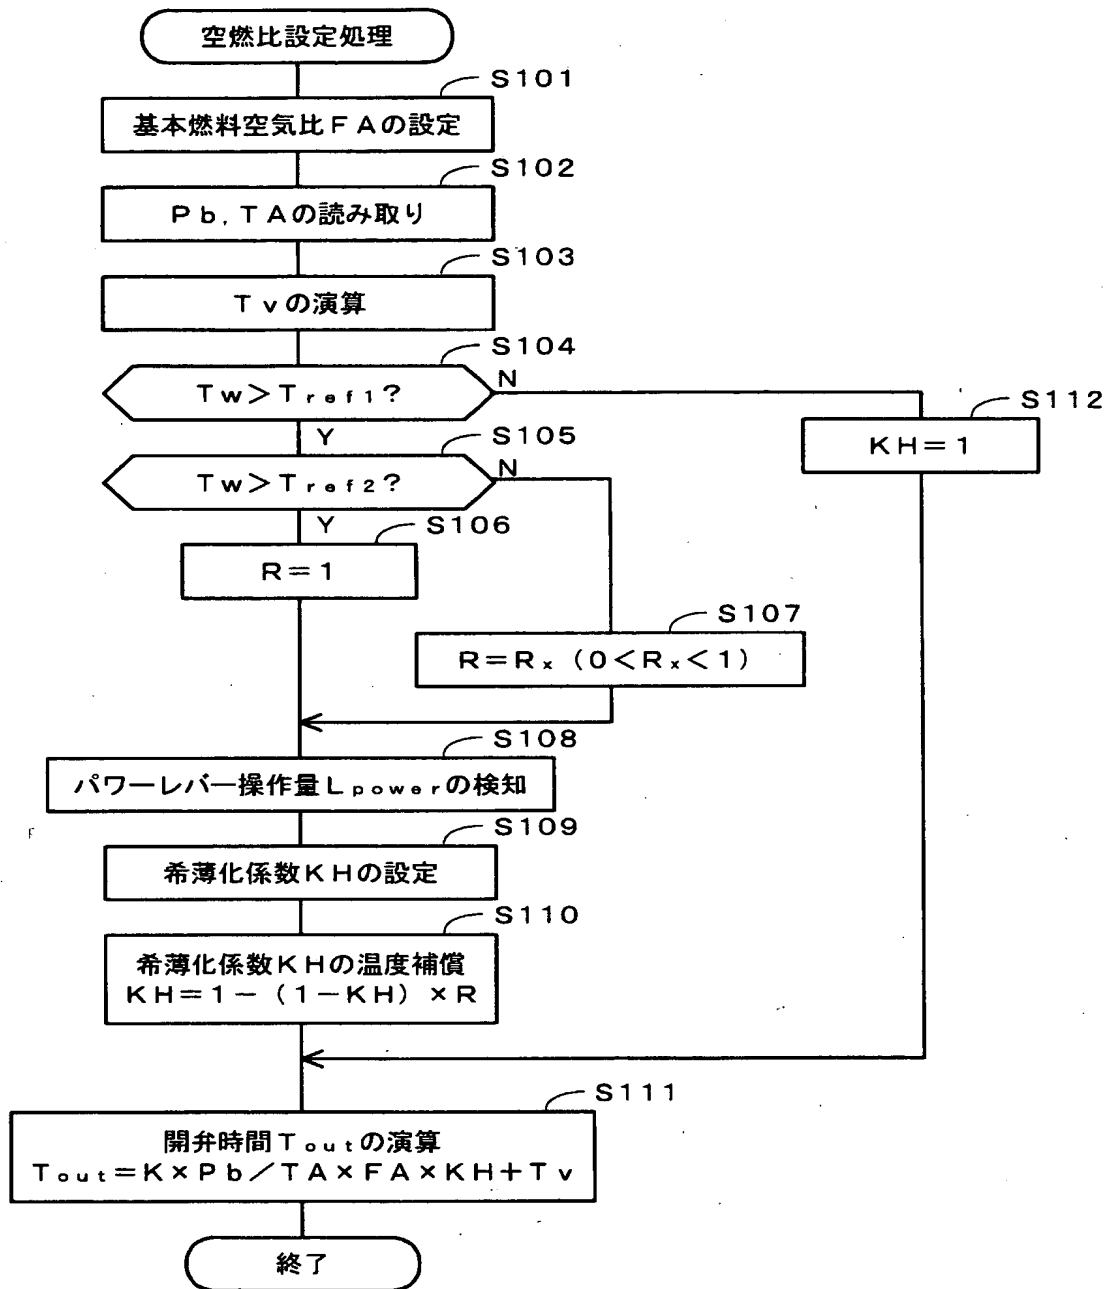 空燃比設定処理
S101
基本燃料空気比FAの設定
S102
Pb,TAの読み取り
S103
Tvの演算
S104
Tw>Tref1?
N
Y
S112
KH=1
S105
Tw>Tref2?
N
Y
S106
R=1
S107
R=Rx (0<Rx<1)
S108
パワーレバー操作量Lpowerの検知
S109
希薄化係数KHの設定
S110
希薄化係数KHの温度補償
KH=1-(1-KH)×R
S111
開弁時間Toutの演算
Tout=K×Pb/TA×FA×KH+Tv
終了